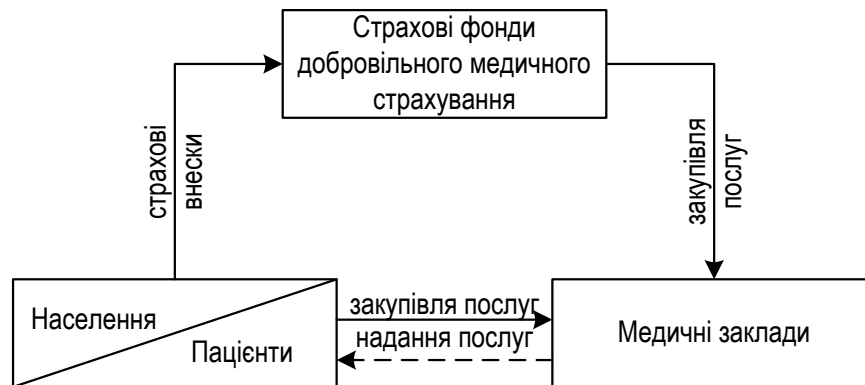 Страхові фонди
добровільного медичного
страхування
страхові
внески
закупівля
послуг
Населення
Пацієнти
закупівля послуг
надання послуг
Медичні заклади